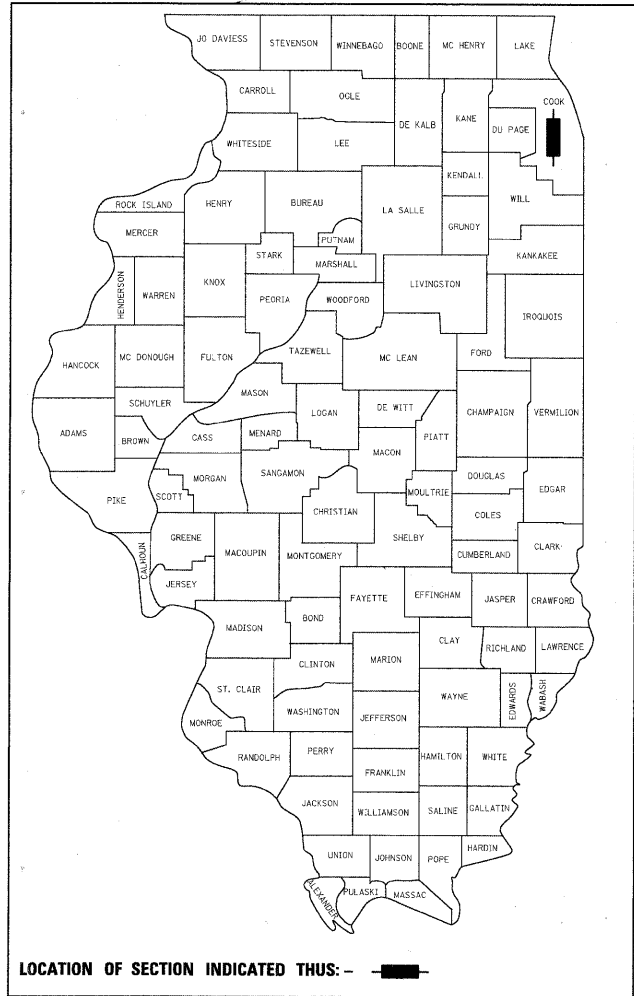 JO DAVIESS STEVENSON WINNEBAGO BOONE MC HENRY LAKE
CARROLL OGLE COOK
DE KALB KANE DU PAGE
WHITESIDE LEE
KENDALL
ROCK ISLAND HENRY BUREAU LA SALLE WILL
MERCER GRUNDY
STARK PUTNAM
MARSHALL KANKAKEE
HENDERSON WARREN KNOX PEORIA WOODFORD LIVINGSTON
IROQUOIS
HANCOCK MC DONOUGH FULTON TAZEWELL MC LEAN FORD
MASON
SCHUYLER LOGAN DE WITT CHAMPAIGN VERMILION
ADAMS BROWN CASS MENARD PIATT
MACON
MORGAN SANGAMON DOUGLAS
PIKE SCOTT MOULTRIE EDGAR
CHRISTIAN COLES
GREENE
CALHOUN MACOUPIN MONTGOMERY SHELBY CUMBERLAND CLARK
JERSEY
FAYETTE EFFINGHAM JASPER CRAWFORD
MADISON BOND
CLAY RICHLAND LAWRENCE
CLINTON MARION
ST. CLAIR WAYNE EDWARDS WABASH
MONROE WASHINGTON JEFFERSON
RANDOLPH PERRY HAMILTON WHITE
FRANKLIN
JACKSON WILLIAMSON SALINE GALLATIN
UNION JOHNSON POPE HARDIN
ALEXANDER PULASKI MASSAC
LOCATION OF SECTION INDICATED THUS: -